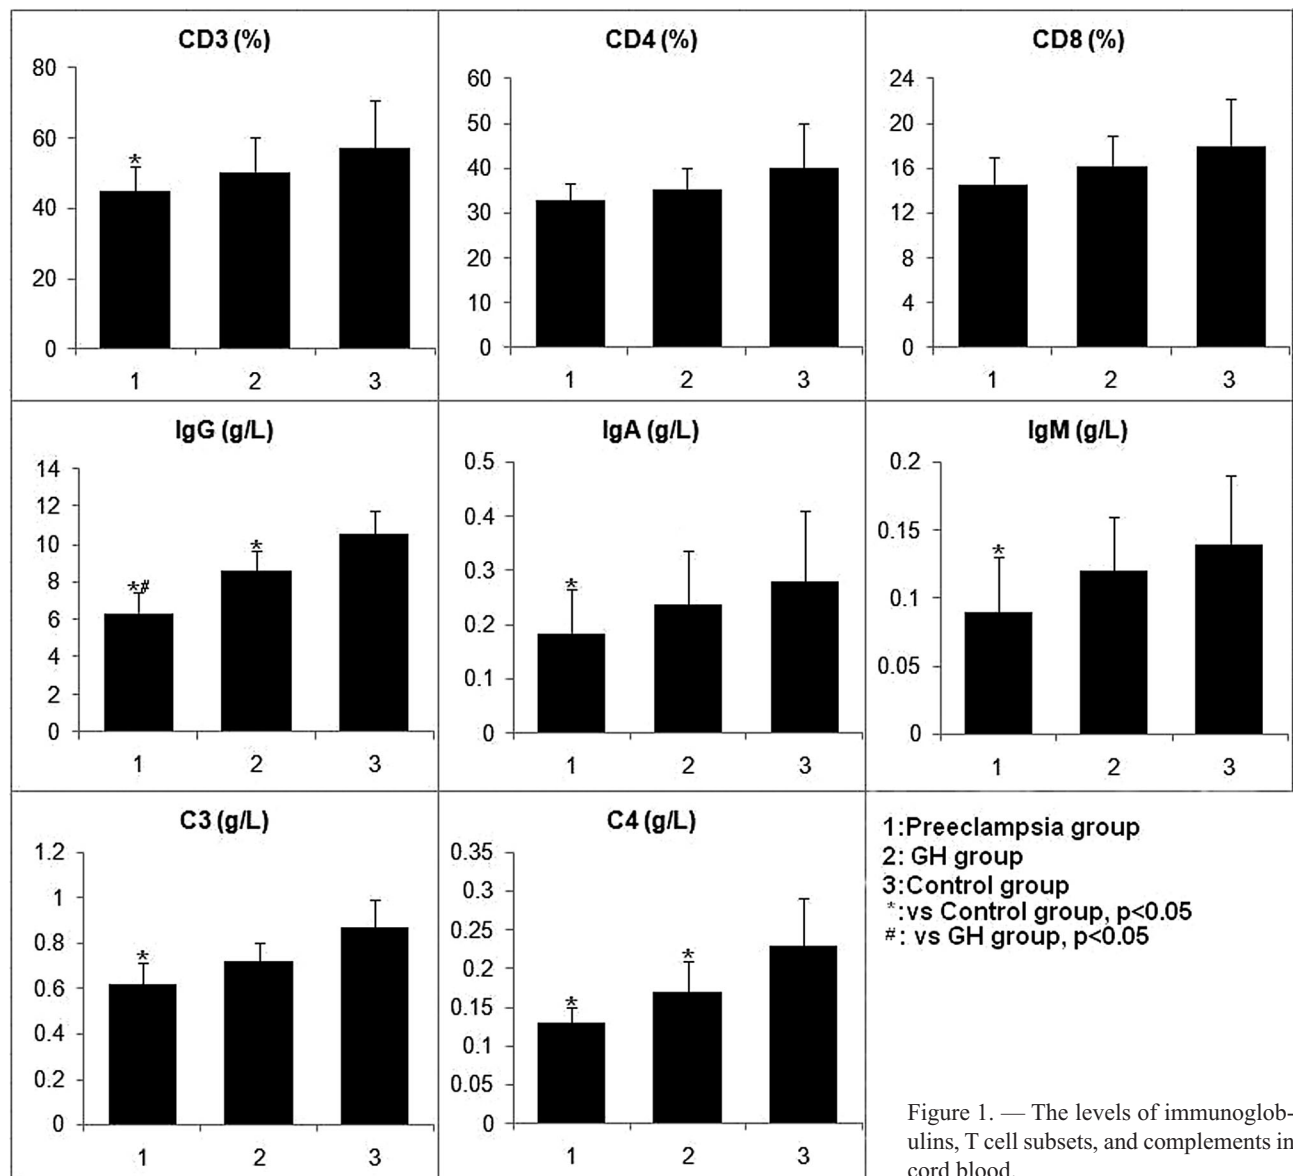 CD3 (%)
80
60
40
20
0
*
1 2 3
CD4 (%)
60
50
40
30
20
10
0
1 2 3
CD8 (%)
24
20
16
12
8
4
0
1 2 3
IgG (g/L)
14
12
10
8
6
4
2
0
*# *
1 2 3
IgA (g/L)
0.5
0.4
0.3
0.2
0.1
0
*
1 2 3
IgM (g/L)
0.2
0.15
0.1
0.05
0
*
1 2 3
C3 (g/L)
1.2
1
0.8
0.6
0.4
0.2
0
*
1 2 3
C4 (g/L)
0.35
0.3
0.25
0.2
0.15
0.1
0.05
0
* *
1 2 3
1:Preeclampsia group
2: GH group
3:Control group
*:vs Control group, p<0.05
#: vs GH group, p<0.05
Figure 1. — The levels of immunoglob-
ulins, T cell subsets, and complements in
cord blood.